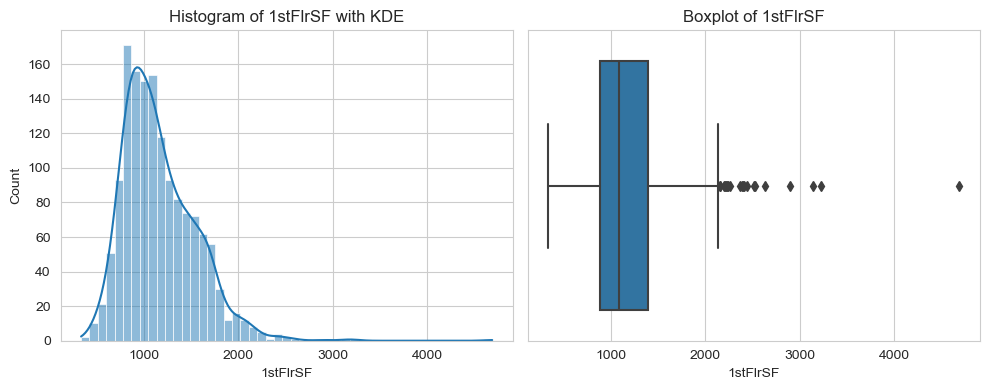 Histogram of 1stFlrSF with KDE
Count
160
140
120
100
80
60
40
20
0
1000 2000 3000 4000
1stFlrSF
Boxplot of 1stFlrSF
1000 2000 3000 4000
1stFlrSF